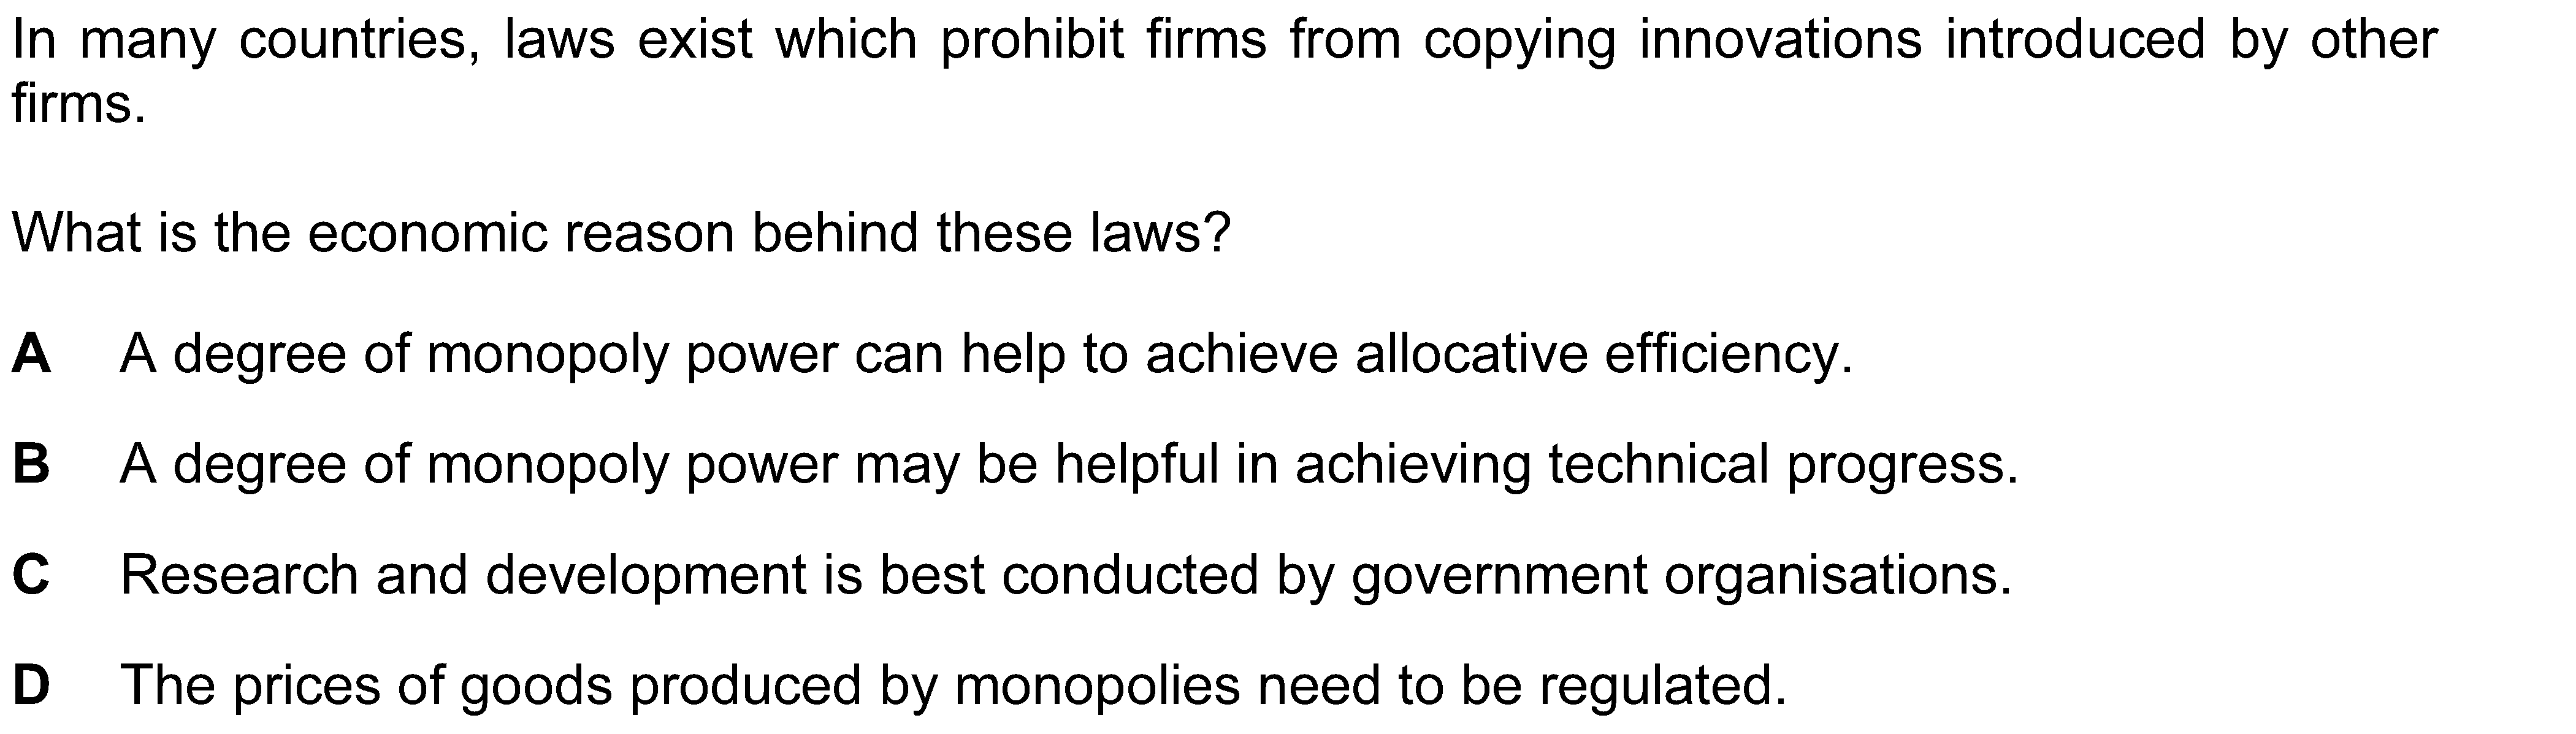 In many countries, laws exist which prohibit firms from copying innovations introduced by other
firms.
What is the economic reason behind these laws?
A A degree of monopoly power can help to achieve allocative efficiency.
B A degree of monopoly power may be helpful in achieving technical progress.
C Research and development is best conducted by government organisations.
D The prices of goods produced by monopolies need to be regulated.